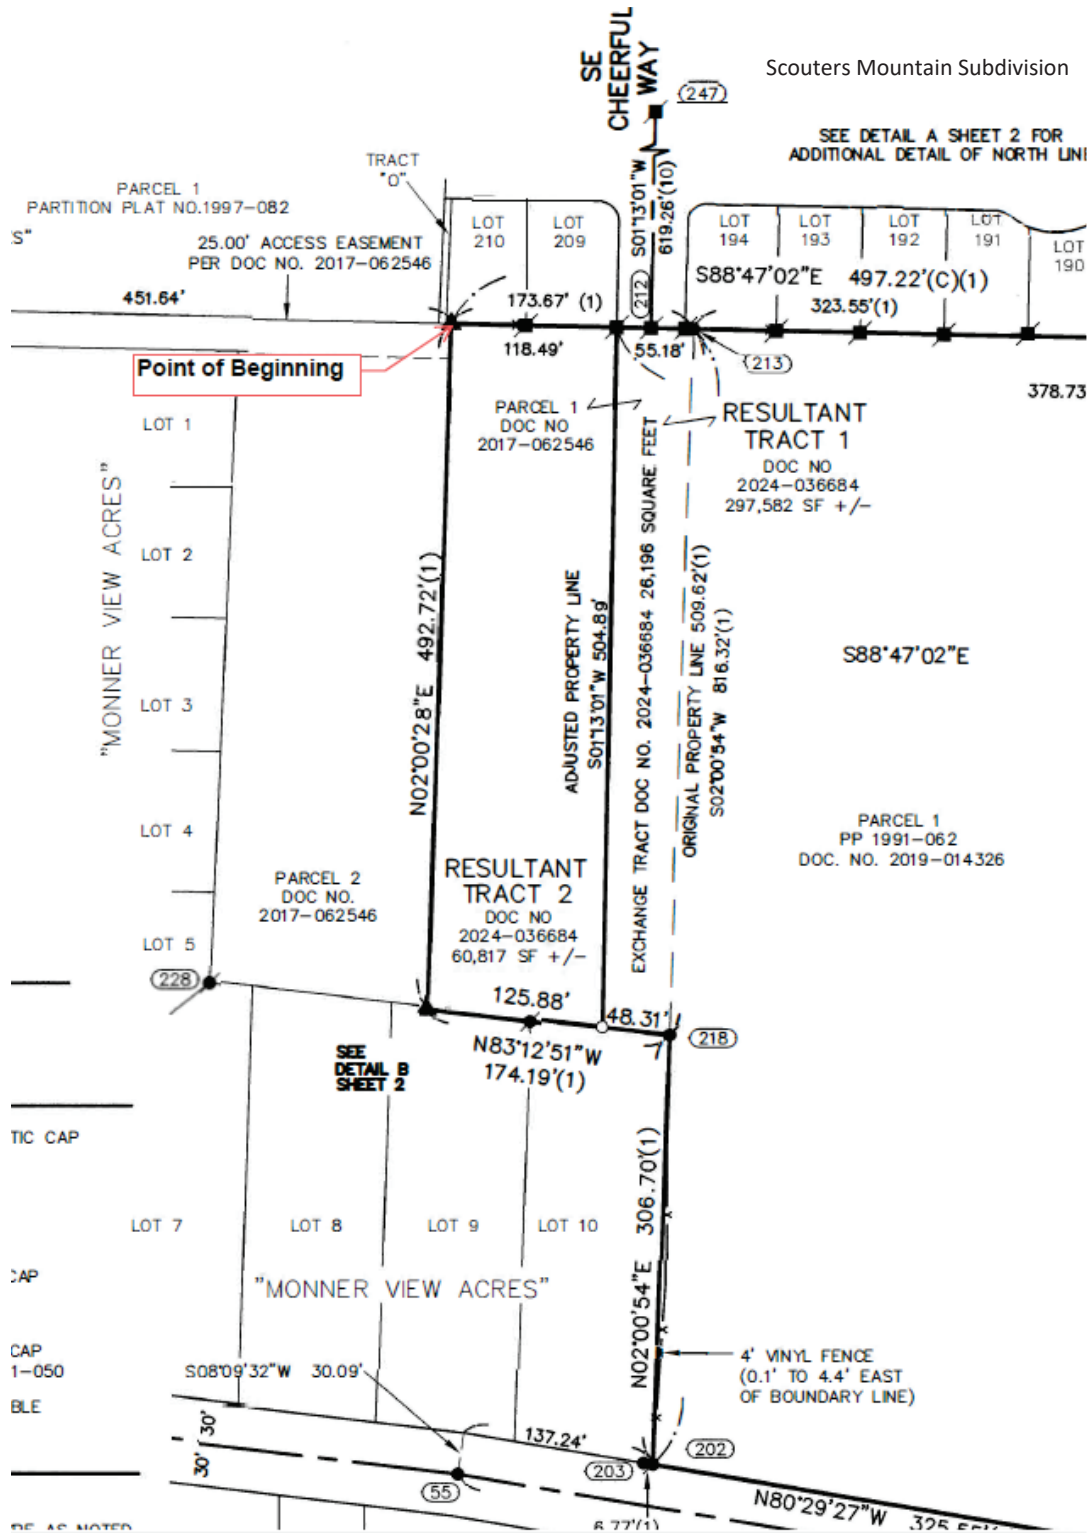 SE
CHEERFUL
WAY
Scouters Mountain Subdivision
247
SEE DETAIL A SHEET 2 FOR
ADDITIONAL DETAIL OF NORTH LINE
TRACT
"O"
PARCEL 1
PARTITION PLAT NO.1997-082
S"
25.00' ACCESS EASEMENT
PER DOC NO. 2017-062546
451.64'
LOT
210
LOT
209
S01°13'01"W
619.26'(10)
212
LOT
194
LOT
193
LOT
192
LOT
191
LOT
190
S88°47'02"E 497.22'(C)(1)
173.67' (1)
323.55'(1)
118.49'
55.18'
213
Point of Beginning
378.73
PARCEL 1
DOC NO
2017-062546
RESULTANT
TRACT 1
DOC NO
2024-036684
297,582 SF +/-
LOT 1
LOT 2
LOT 3
LOT 4
LOT 5
"MONNER VIEW ACRES"
N02°00'28"E 492.72'(1)
ADJUSTED PROPERTY LINE
S01°13'01"W 504.89'
EXCHANGE TRACT DOC NO. 2024-036684 26,196 SQUARE FEET
ORIGINAL PROPERTY LINE 509.62'(1)
S02°00'54"W 816.32'(1)
S88°47'02"E
PARCEL 1
PP 1991-062
DOC. NO. 2019-014326
PARCEL 2
DOC NO.
2017-062546
RESULTANT
TRACT 2
DOC NO
2024-036684
60,817 SF +/-
228
125.88'
48.31'
218
N83°12'51"W
174.19'(1)
SEE
DETAIL B
SHEET 2
TIC CAP
LOT 7
LOT 8
LOT 9
LOT 10
N02°00'54"E 306.70'(1)
CAP
"MONNER VIEW ACRES"
CAP
1-050
BLE
S08°09'32"W 30.09'
4' VINYL FENCE
(0.1' TO 4.4' EAST
OF BOUNDARY LINE)
30'
30'
137.24'
203
202
55
N80°29'27"W
6.77'(1)
AS NOTED